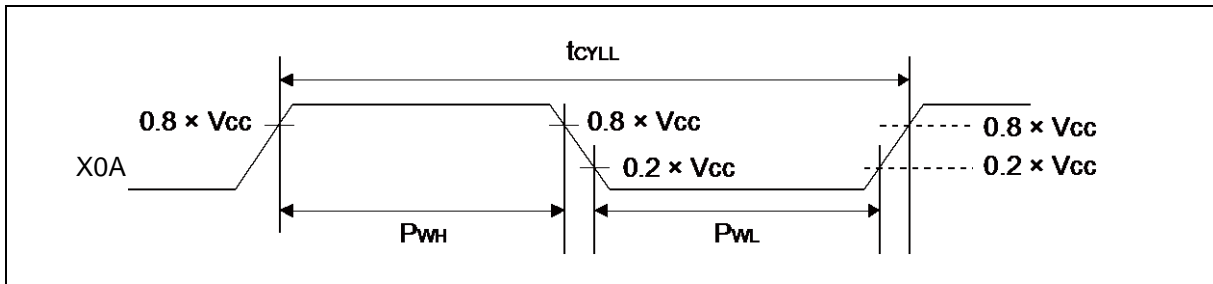 tCYLL
0.8 × Vcc
0.8 × Vcc
0.8 × Vcc
X0A
0.2 × Vcc
0.2 × Vcc
PWH
PWL